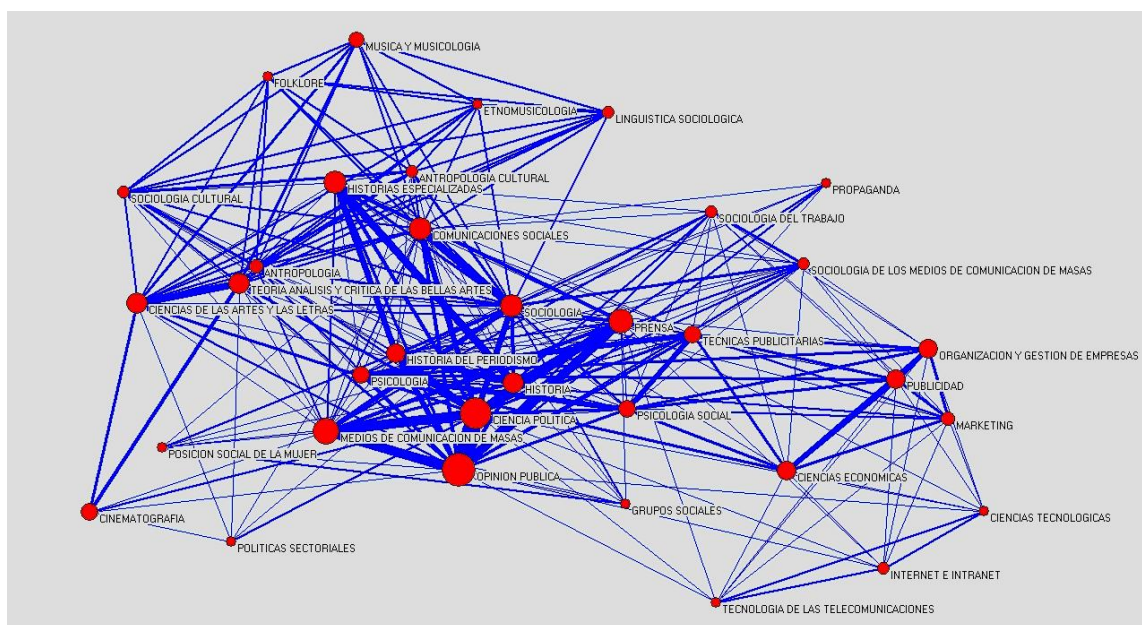 MUSICA Y MUSICOLOGIA
FOLKLORE
ETNOMUSICOLOGIA
LINGUISTICA SOCIOLOGICA
ANTROPOLOGIA CULTURAL
HISTORIAS ESPECIALIZADAS
PROPAGANDA
SOCIOLOGIA CULTURAL
SOCIOLOGIA DEL TRABAJO
COMUNICACIONES SOCIALES
ANTROPOLOGIA
SOCIOLOGIA DE LOS MEDIOS DE COMUNICACION DE MASAS
TEORIA ANALISIS Y CRITICA DE LAS BELLAS ARTES
CIENCIAS DE LAS ARTES Y LAS LETRAS
SOCIOLOGIA
PRENSA
TECNICAS PUBLICITARIAS
ORGANIZACION Y GESTION DE EMPRESAS
HISTORIA DEL PERIODISMO
PSICOLOGIA
HISTORIA
PUBLICIDAD
CIENCIA POLITICA
PSICOLOGIA SOCIAL
MARKETING
MEDIOS DE COMUNICACION DE MASAS
POSICION SOCIAL DE LA MUJER
OPINION PUBLICA
CIENCIAS ECONOMICAS
GRUPOS SOCIALES
CINEMATOGRAFIA
CIENCIAS TECNOLOGICAS
POLITICAS SECTORIALES
INTERNET E INTRANET
TECNOLOGIA DE LAS TELECOMUNICACIONES